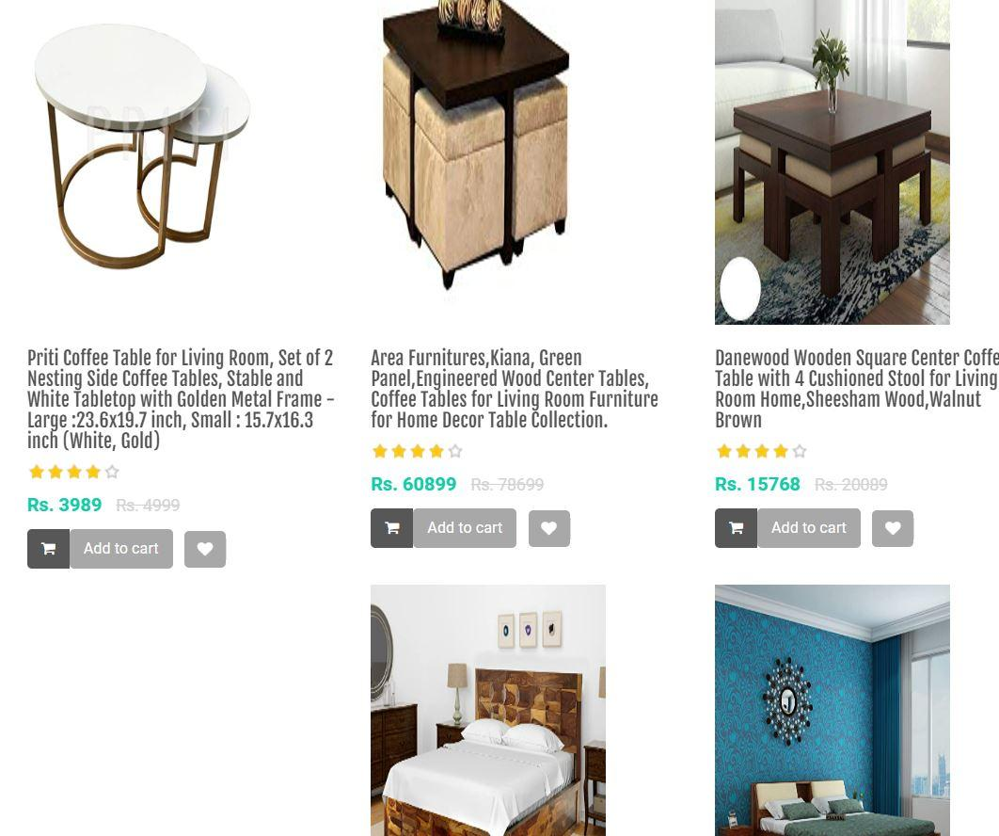 PRITI
Priti Coffee Table for Living Room, Set of 2
Nesting Side Coffee Tables, Stable and
White Tabletop with Golden Metal Frame -
Large :23.6x19.7 inch, Small : 15.7x16.3
inch (White, Gold)
Rs. 3989 Rs. 4999
Add to cart
Area Furnitures,Kiana, Green
Panel,Engineered Wood Center Tables,
Coffee Tables for Living Room Furniture
for Home Decor Table Collection.
Rs. 60899 Rs. 78699
Add to cart
Danewood Wooden Square Center Coffe
Table with 4 Cushioned Stool for Living
Room Home,Sheesham Wood,Walnut
Brown
Rs. 15768 Rs. 20089
Add to cart